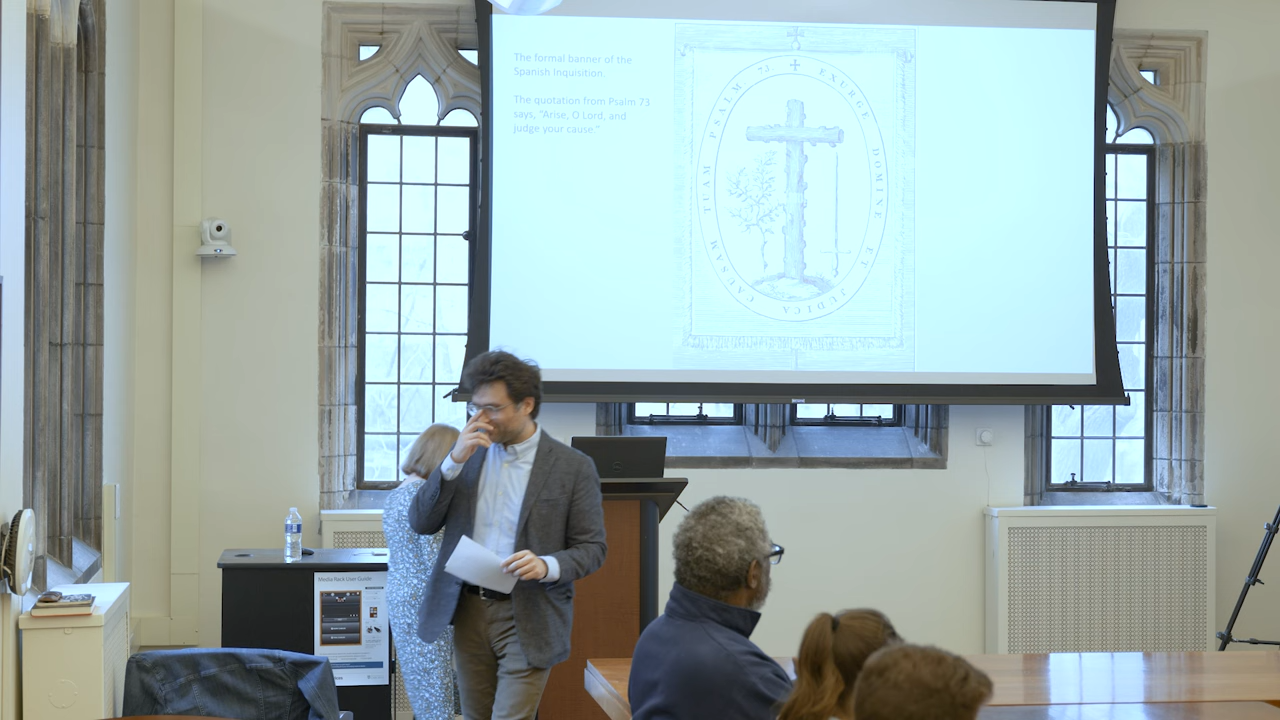 The formal banner of the
Spanish Inquisition.
The quotation from Psalm 73
says, "Arise, O Lord, and
judge your cause."
EXERGE DOMINE ET JUDICA CAUSAM TUAM PSALM 73
Media Rack User Guide